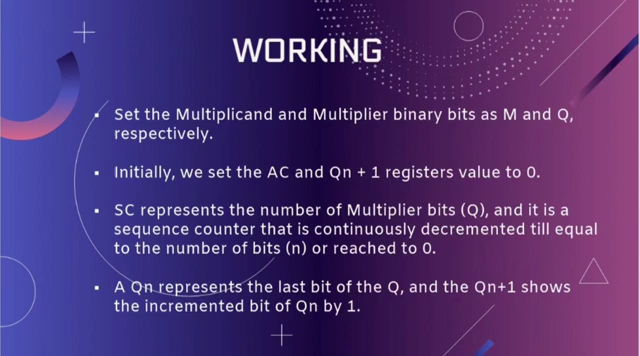 WORKING
▪ Set the Multiplicand and Multiplier binary bits as M and Q,
respectively.
▪ Initially, we set the AC and Qn + 1 registers value to 0.
▪ SC represents the number of Multiplier bits (Q), and it is a
sequence counter that is continuously decremented till equal
to the number of bits (n) or reached to 0.
▪ A Qn represents the last bit of the Q, and the Qn+1 shows
the incremented bit of Qn by 1.